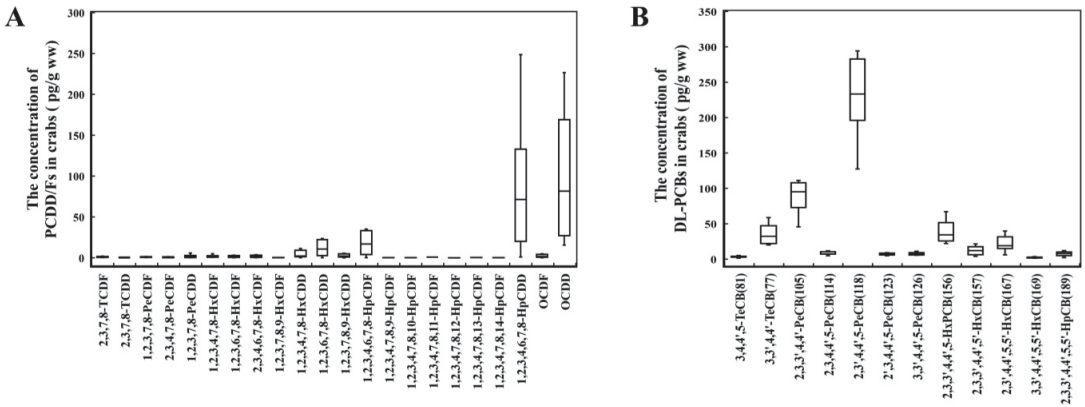 A
The concentration of
PCDD/Fs in crabs ( pg/g ww)
300
250
200
150
100
50
0
2,3,7,8-TCDF
2,3,7,8-TCDD
1,2,3,7,8-PeCDF
2,3,4,7,8-PeCDF
1,2,3,7,8-PeCDD
1,2,3,4,7,8-HxCDF
1,2,3,6,7,8-HxCDF
2,3,4,6,7,8-HxCDF
1,2,3,7,8,9-HxCDF
1,2,3,4,7,8-HxCDD
1,2,3,6,7,8-HxCDD
1,2,3,7,8,9-HxCDD
1,2,3,4,6,7,8-HpCDF
1,2,3,4,7,8,9-HpCDF
1,2,3,4,7,8,10-HpCDF
1,2,3,4,7,8,11-HpCDF
1,2,3,4,7,8,12-HpCDF
1,2,3,4,7,8,13-HpCDF
1,2,3,4,7,8,14-HpCDF
1,2,3,4,6,7,8-HpCDD
OCDF
OCDD
B
The concentration of
DL-PCBs in crabs ( pg/g ww)
350
300
250
200
150
100
50
0
3,4,4',5-TeCB(81)
3,3',4,4'-TeCB(77)
2,3,3',4,4'-PeCB(105)
2,3,4,4',5-PeCB(114)
2,3',4,4',5-PeCB(118)
2',3,4,4',5-PeCB(123)
3,3',4,4',5-PeCB(126)
2,3,3',4,4',5-HxPCB(156)
2,3,3',4,4',5'-HxCB(157)
2,3',4,4',5,5'-HxCB(167)
3,3',4,4',5,5'-HxCB(169)
2,3,3',4,4',5,5'-HpCB(189)